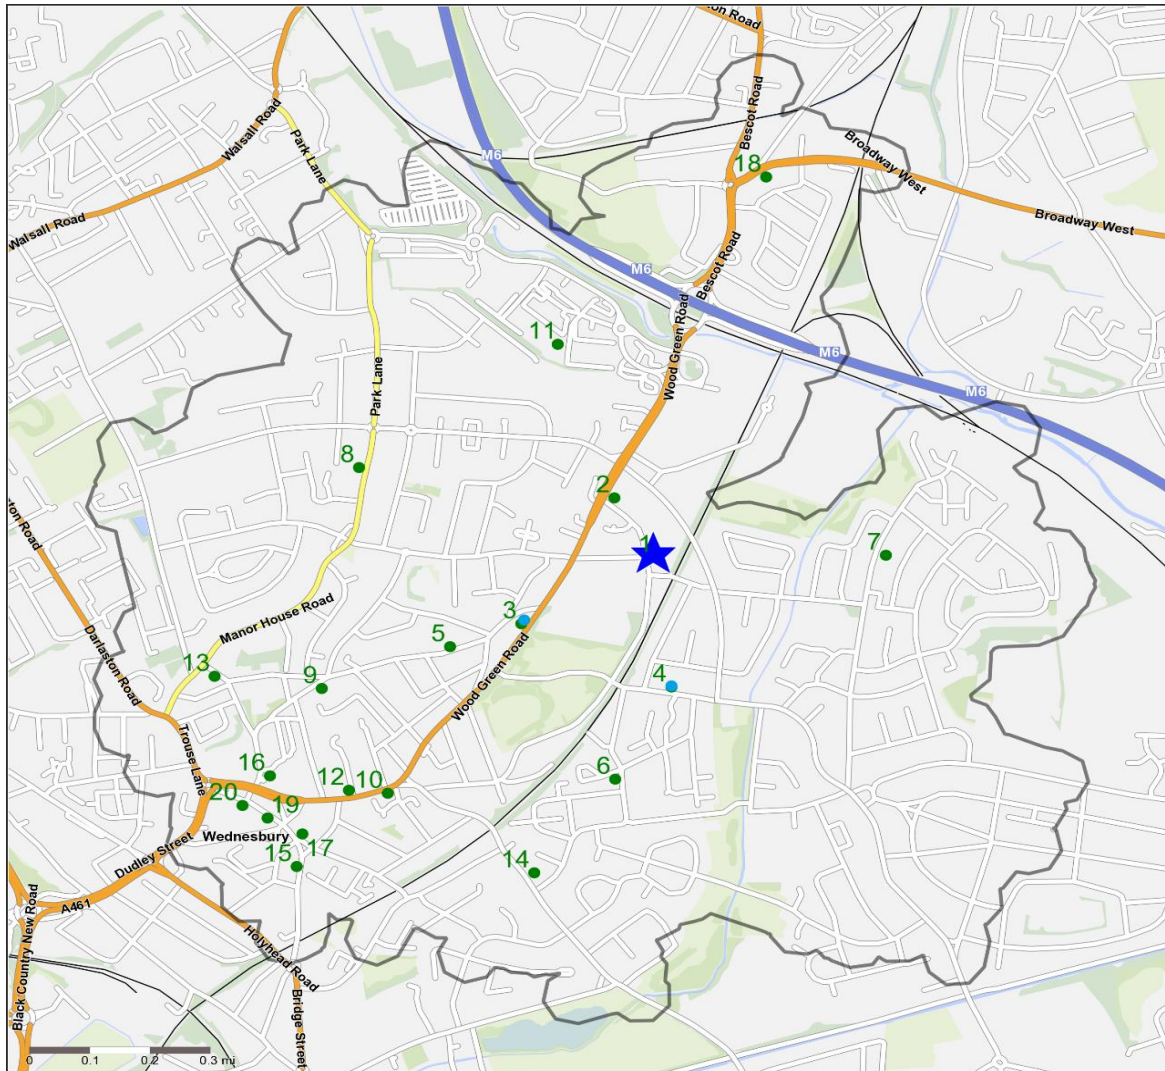 ton Road
Walsall Road
Park Lane
M6
Bescot Road
18
Broadway West
Broadway West
Walsall Road
Bescot Road
M6
11
Wood Green Road
M6
M6
Park Lane
8
2
ton Road
1
7
Manor House Road
3
5
Darlaston Road
13
9
4
Wood Green Road
Trouse Lane
16
12
10
6
20
19
Wednesbury
15
17
14
Dudley Street
A461
Black Country New Road
Holyhead Road
Bridge Street
0 0.1 0.2 0.3 mi